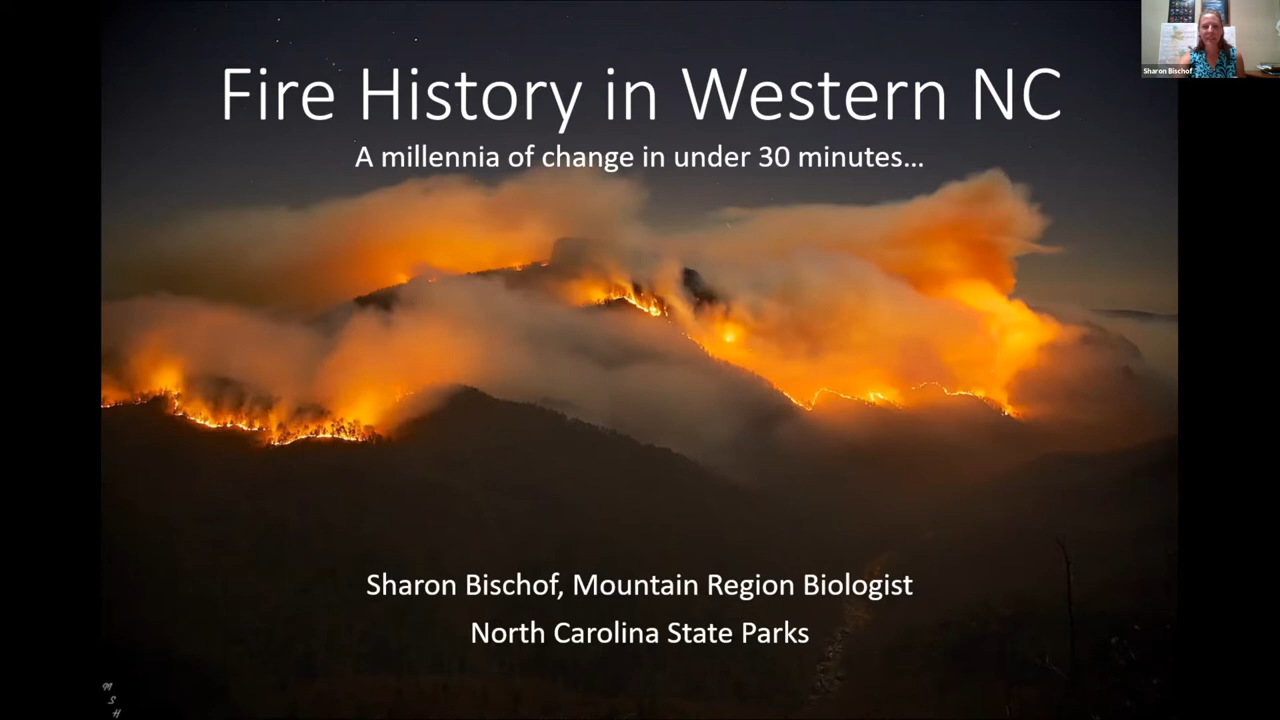 Fire History in Western NC
A millennia of change in under 30 minutes...
Sharon Bischof
Sharon Bischof, Mountain Region Biologist
North Carolina State Parks
M
S
H